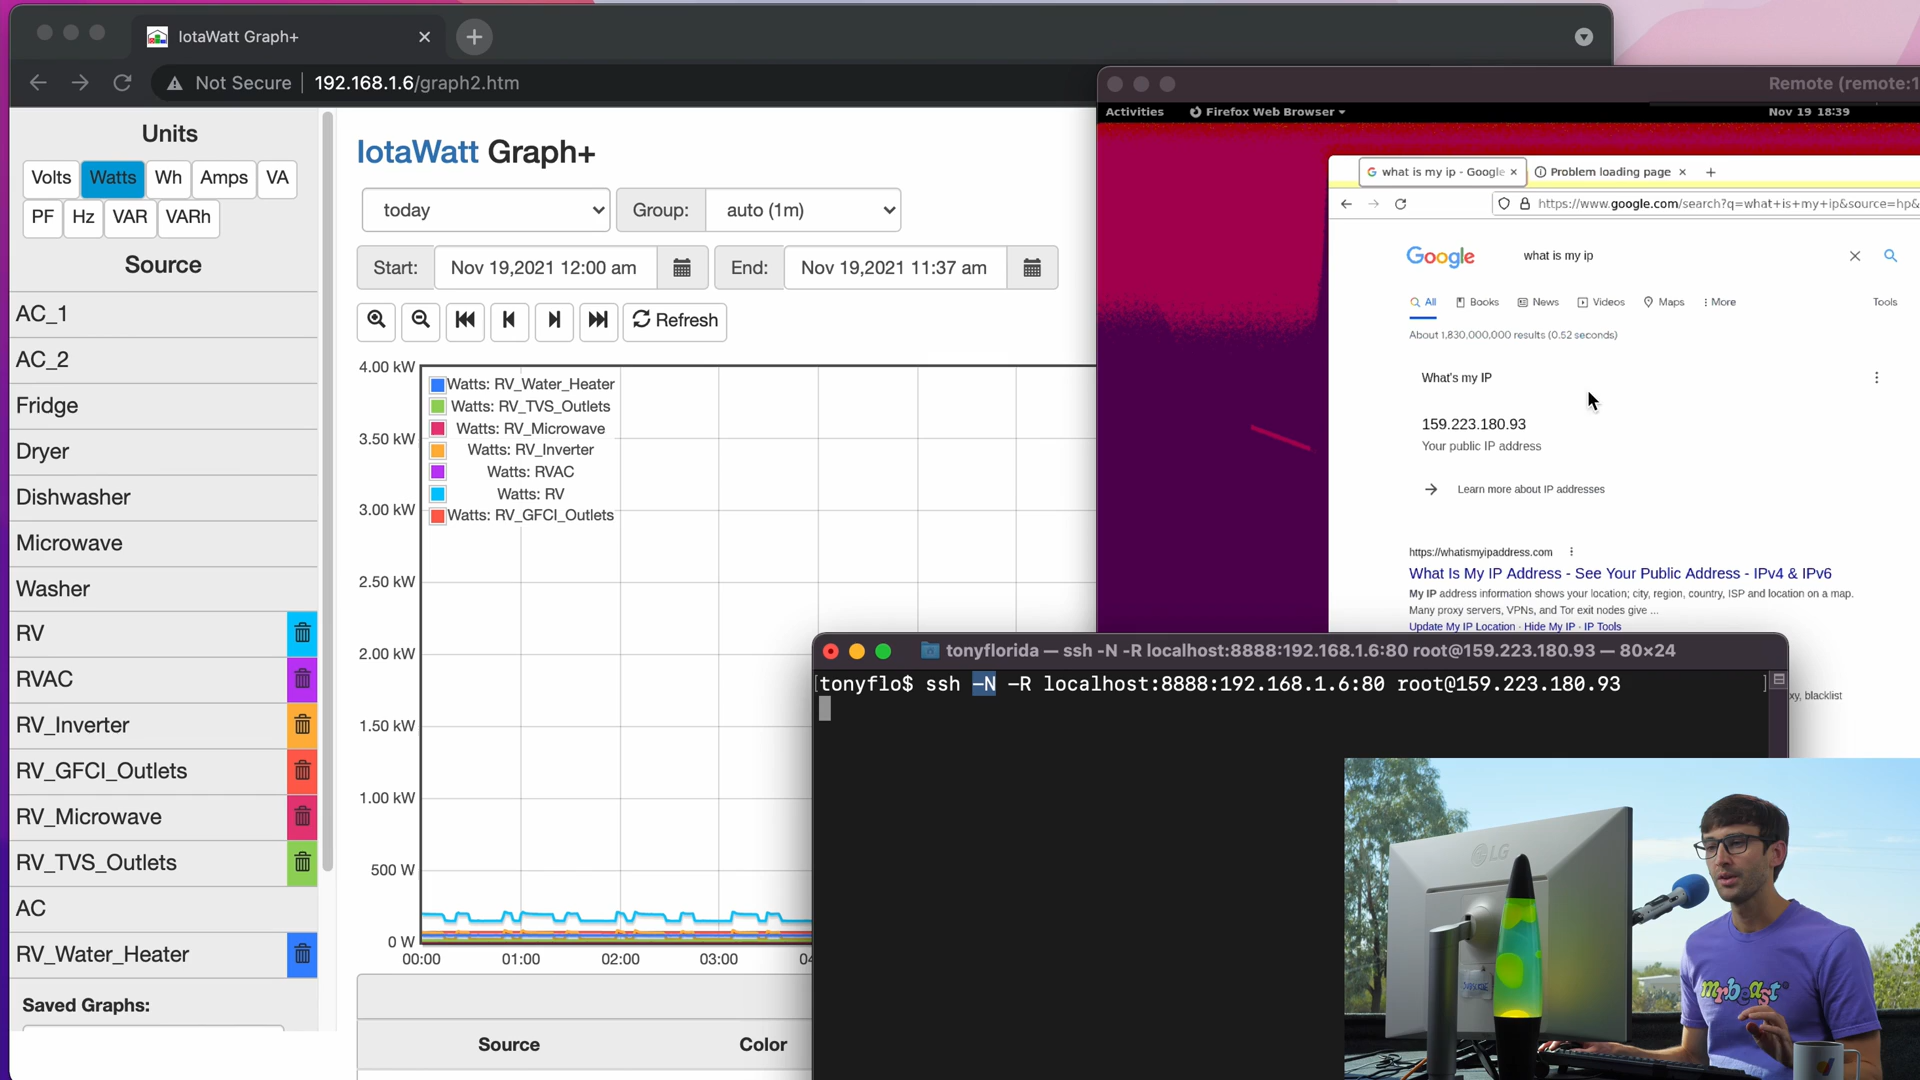 IotaWatt Graph+
Not Secure
192.168.1.6/graph2.htm
Units
Volts
Watts
Wh
Amps
VA
PF
Hz
VAR
VARh
Source
AC_1
AC_2
Fridge
Dryer
Dishwasher
Microwave
Washer
RV
RVAC
RV_Inverter
RV_GFCI_Outlets
RV_Microwave
RV_TVS_Outlets
AC
RV_Water_Heater
Saved Graphs:
IotaWatt Graph+
today
Group:
auto (1m)
Start:
Nov 19,2021 12:00 am
End:
Nov 19,2021 11:37 am
Refresh
4.00 kW
3.50 kW
3.00 kW
2.50 kW
2.00 kW
1.50 kW
1.00 kW
500 W
0 W
Watts: RV_Water_Heater
Watts: RV_TVS_Outlets
Watts: RV_Microwave
Watts: RV_Inverter
Watts: RVAC
Watts: RV
Watts: RV_GFCI_Outlets
00:00
01:00
02:00
03:00
Source
Color
Remote (remote:1
Activities
Firefox Web Browser
Nov 19 18:39
what is my ip - Google
Problem loading page
https://www.google.com/search?q=what+is+my+ip&source=hp&
Google
what is my ip
All
Books
News
Videos
Maps
More
Tools
About 1,830,000,000 results (0.52 seconds)
What's my IP
159.223.180.93
Your public IP address
Learn more about IP addresses
https://whatismyipaddress.com
What Is My IP Address - See Your Public Address - IPv4 & IPv6
My IP address information shows your location; city, region, country, ISP and location on a map.
Many proxy servers, VPNs, and Tor exit nodes give ...
Update My IP Location · Hide My IP · IP Tools
xy, blacklist
tonyflorida — ssh -N -R localhost:8888:192.168.1.6:80 root@159.223.180.93 — 80×24
[tonyflo$ ssh -N -R localhost:8888:192.168.1.6:80 root@159.223.180.93 ]
LG
mrbeast